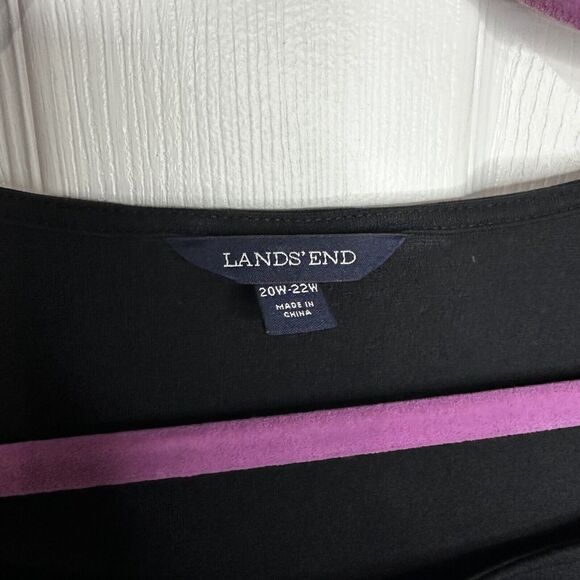 LANDS' END
20W-22W
MADE IN
CHINA